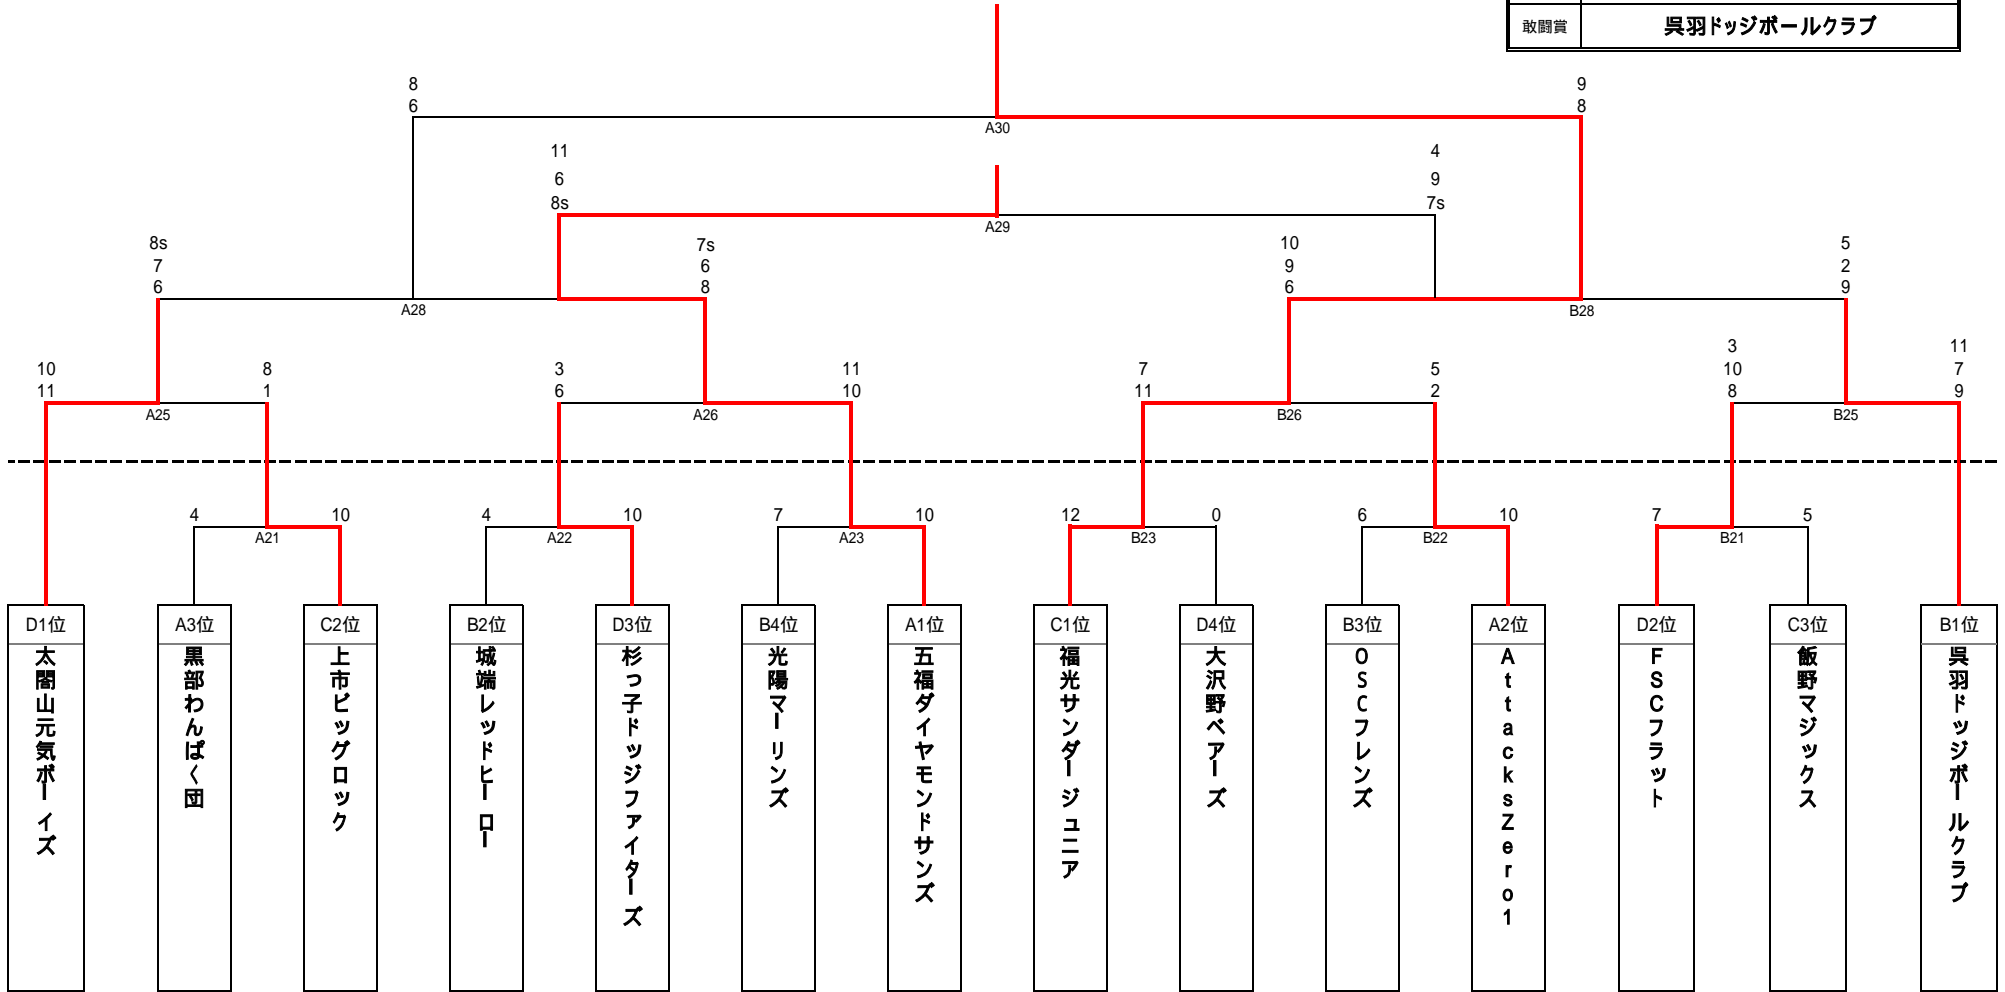 敢闘賞 呉羽ドッジボールクラブ
8 9
6 8
A30
11 4
6 9
8s 7s
A29
8s 7s 10 5
7 6 9 2
6 8 6 9
A28 B28
3 11
10 8 3 11 7 5 10 7
11 1 6 10 11 2 8 9
A25 A26 B26 B25
4 10 4 10 7 10 12 0 6 10 7 5
A21 A22 A23 B23 B22 B21
D1位 A3位 C2位 B2位 D3位 B4位 A1位 C1位 D4位 B3位 A2位 D2位 C3位 B1位
太閤山元気ボーイズ
黒部わんぱく団
上市ビッグロック
城端レッドヒーロー
杉っ子ドッジファイターズ
光陽マーリンズ
五福ダイヤモンドサンズ
福光サンダージュニア
大沢野ベアーズ
OSCフレンズ
AttacksZero1
FSCフラット
飯野マジックス
呉羽ドッジボールクラブ